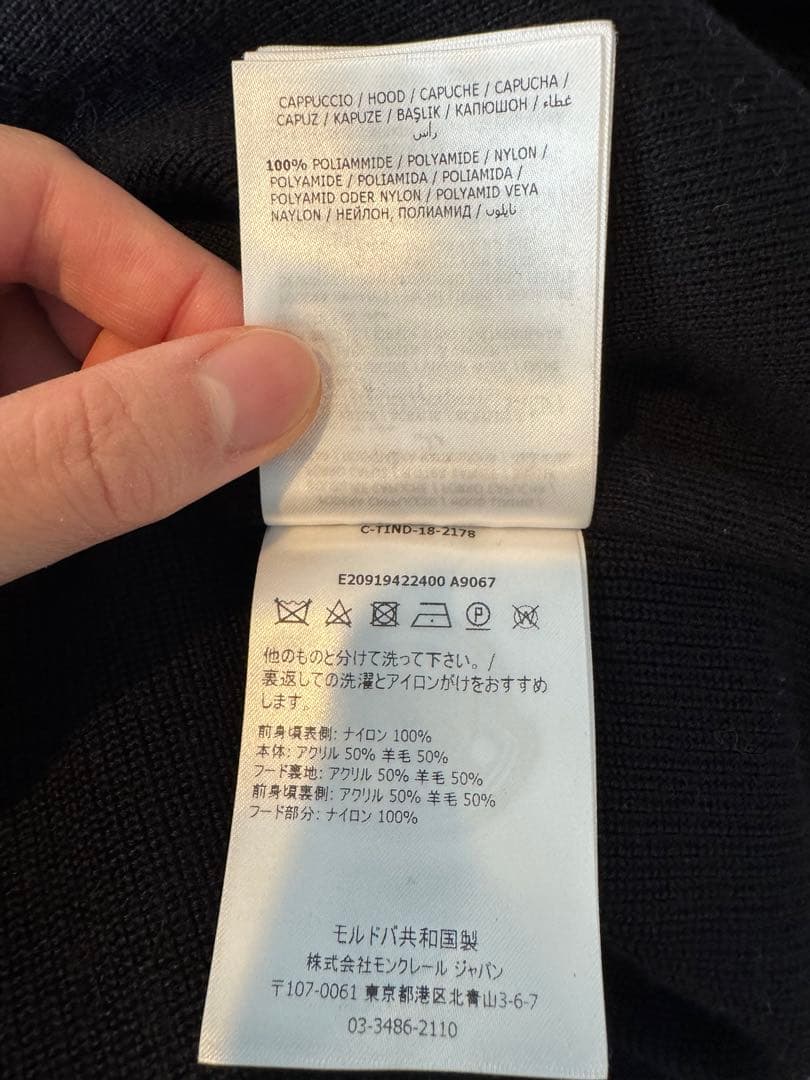 CAPPUCCIO / HOOD / CAPUCHE / CAPUCHA /
CAPUZ / KAPUZE / BAŞLIK / КАПЮШОН / غطاء
رأس
100% POLIAMMIDE / POLYAMIDE / NYLON /
POLYAMIDE / POLIAMIDA / POLIAMIDA /
POLYAMID ODER NYLON / POLYAMID VEYA
NAYLON / НЕЙЛОН, ПОЛИАМИД / نايلون
C-TIND-18-2178
E20919422400 A9067
P W
他のものと分けて洗って下さい。/
裏返しての洗濯とアイロンがけをおすすめ
します。
前身頃表側: ナイロン 100%
本体: アクリル 50% 羊毛 50%
フード裏地: アクリル 50% 羊毛 50%
前身頃裏側: アクリル 50% 羊毛 50%
フード部分: ナイロン 100%
モルドバ共和国製
株式会社モンクレール ジャパン
〒107-0061 東京都港区北青山3-6-7
03-3486-2110